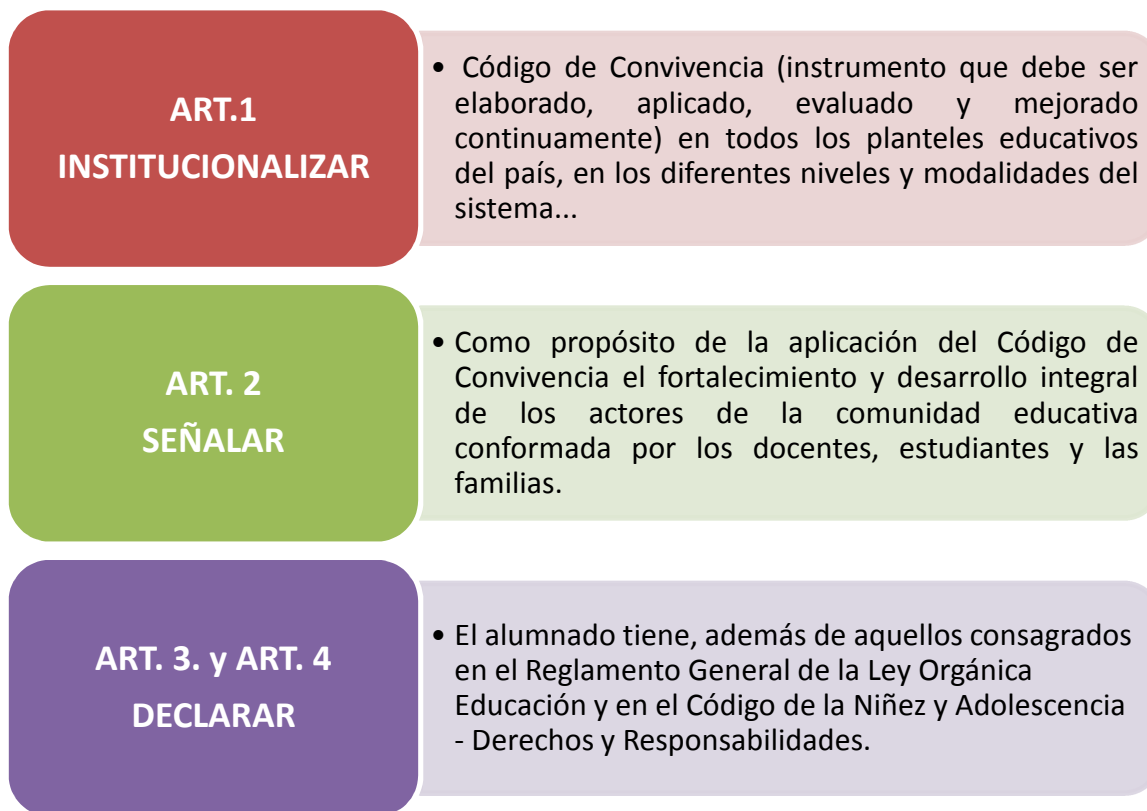 ART.1
INSTITUCIONALIZAR
• Código de Convivencia (instrumento que debe ser
elaborado, aplicado, evaluado y mejorado
continuamente) en todos los planteles educativos
del país, en los diferentes niveles y modalidades del
sistema...
ART. 2
SEÑALAR
• Como propósito de la aplicación del Código de
Convivencia el fortalecimiento y desarrollo integral
de los actores de la comunidad educativa
conformada por los docentes, estudiantes y las
familias.
ART. 3. y ART. 4
DECLARAR
• El alumnado tiene, además de aquellos consagrados
en el Reglamento General de la Ley Orgánica
Educación y en el Código de la Niñez y Adolescencia
- Derechos y Responsabilidades.